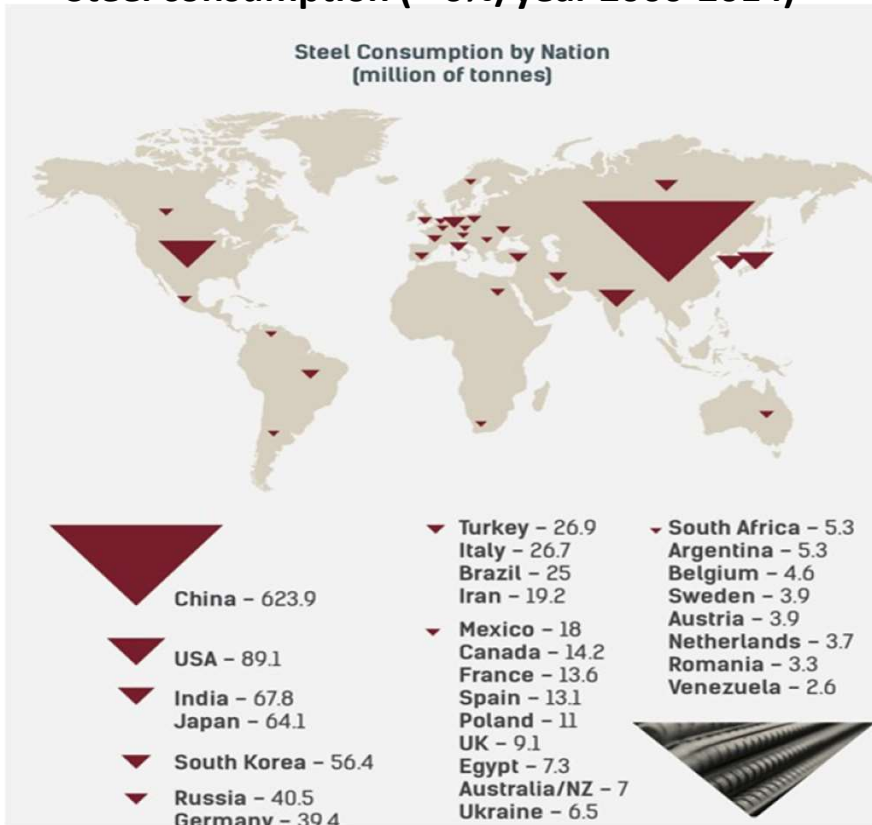 Steel Consumption by Nation
(million of tonnes)
China – 623.9
USA – 89.1
India – 67.8
Japan – 64.1
South Korea – 56.4
Russia – 40.5
Germany – 39.4
Turkey – 26.9
Italy – 26.7
Brazil – 25
Iran – 19.2
Mexico – 18
Canada – 14.2
France – 13.6
Spain – 13.1
Poland – 11
UK – 9.1
Egypt – 7.3
Australia/NZ – 7
Ukraine – 6.5
South Africa – 5.3
Argentina – 5.3
Belgium – 4.6
Sweden – 3.9
Austria – 3.9
Netherlands – 3.7
Romania – 3.3
Venezuela – 2.6